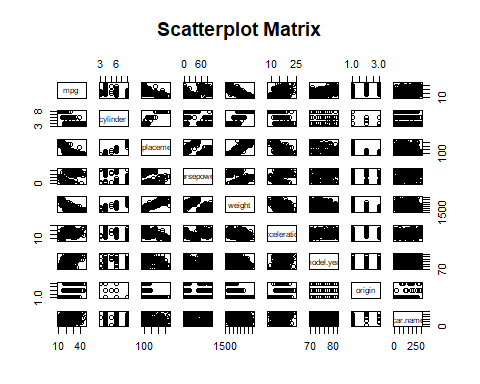 Scatterplot Matrix
3 6 0 60 10 25 1.0 3.0
mpg 10
8 3 cylinder
placeme 100
0 rsepowe
weight 1500
10 cceleratio
model.yea 70
1.0 origin
car.name 0
10 40 100 1500 70 80 0 250